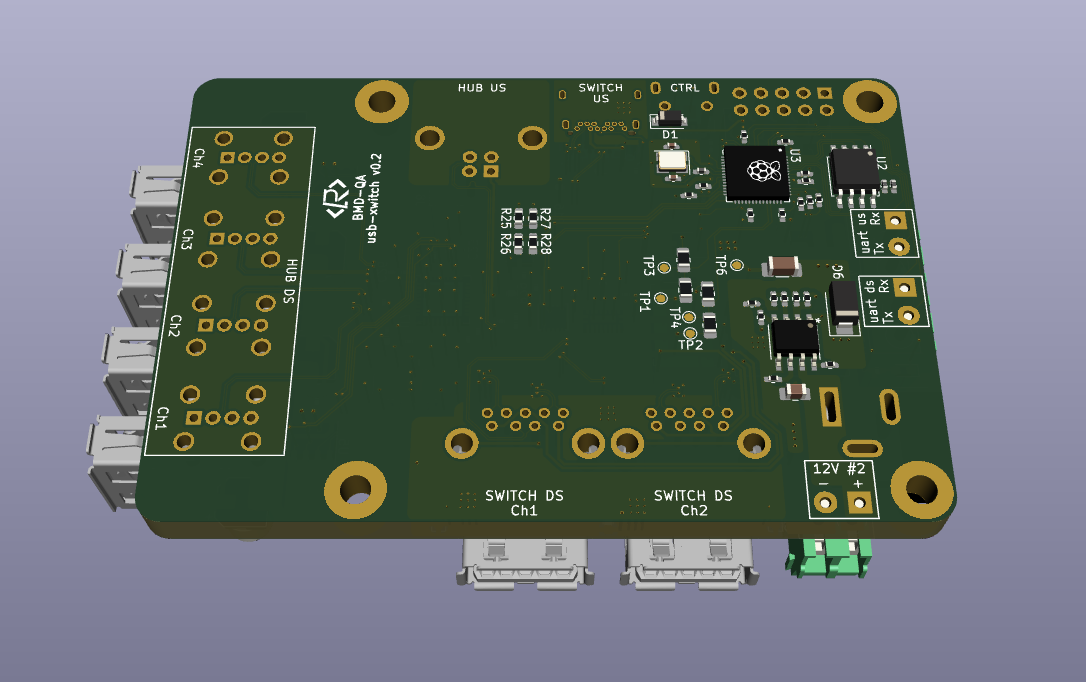 HUB US
SWITCH
US
CTRL
D1
U3
U2
Ch4
Ch3
Ch2
Ch1
HUB DS
BMD-QA
usb-xwitch v0.2
R25
R27
R26
R28
uart us
Rx
Tx
uart ds
Rx
Tx
TP3
TP6
TP1
TP4
TP2
SWITCH DS
Ch1
SWITCH DS
Ch2
12V #2
- +